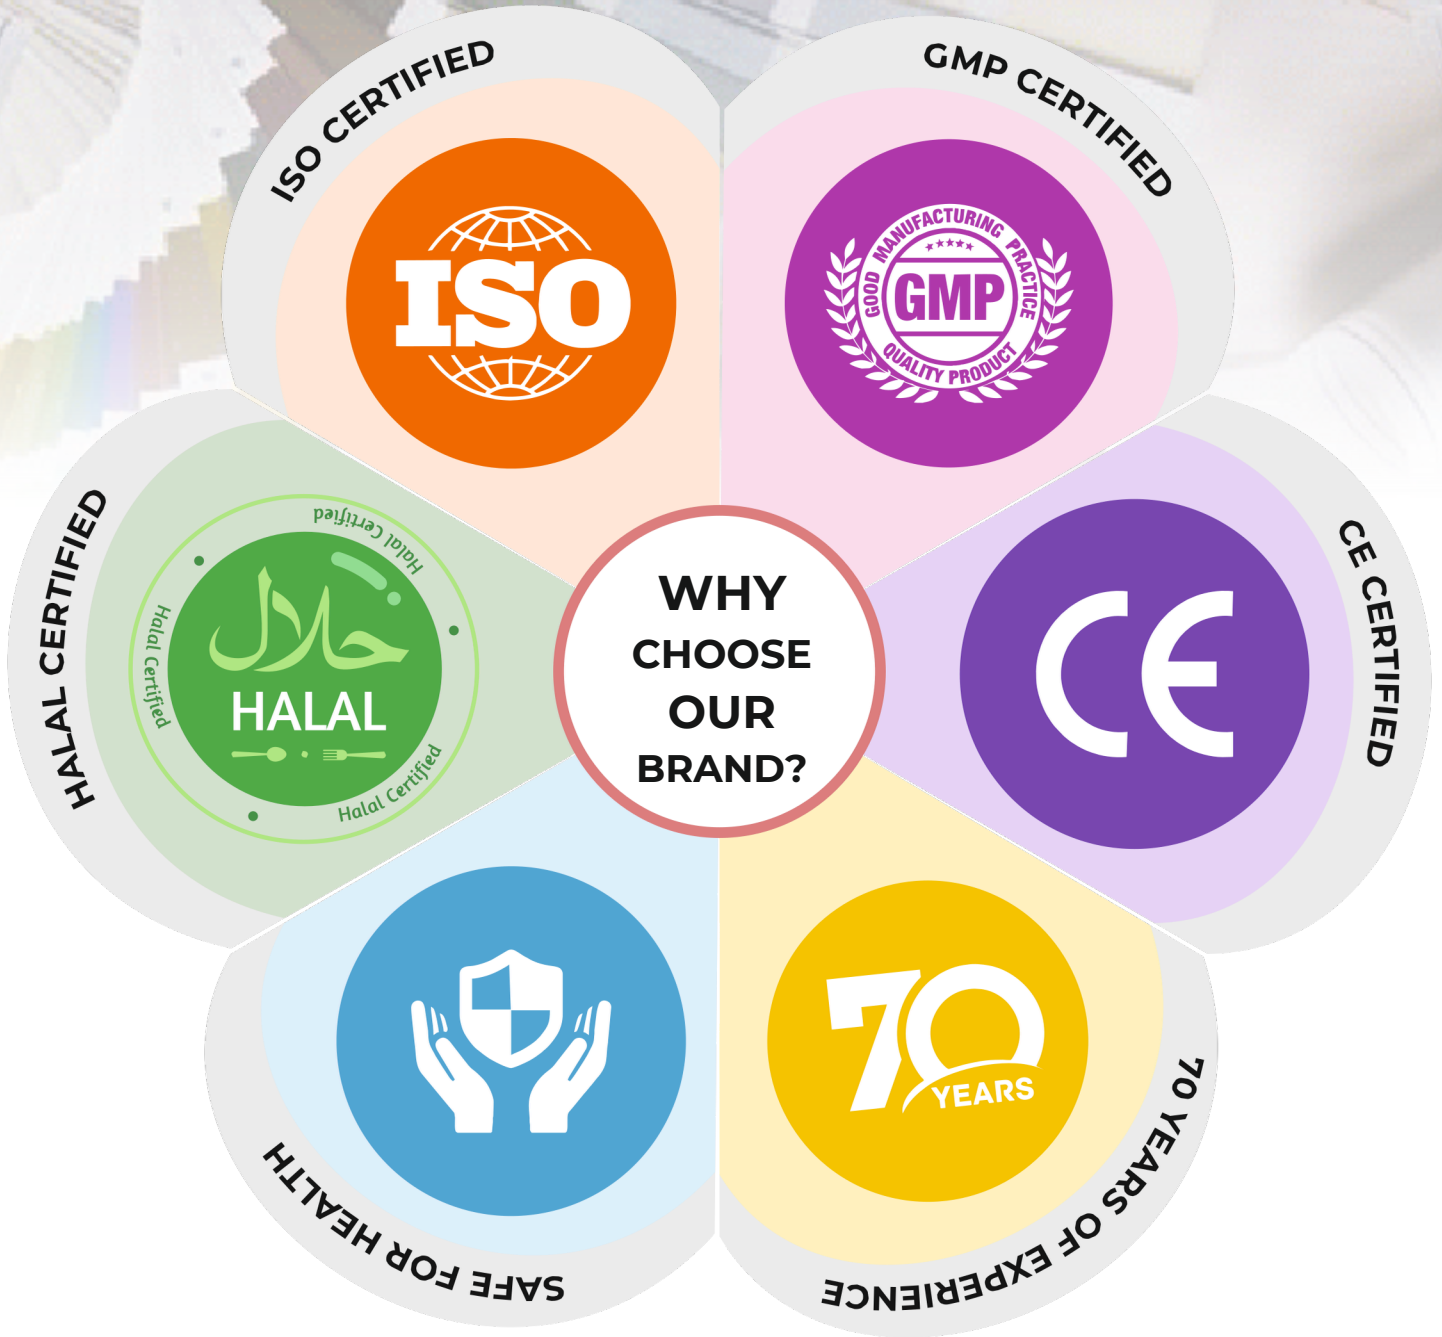 ISO CERTIFIED
ISO
GMP CERTIFIED
GOOD MANUFACTURING PRACTICE
GMP
QUALITY PRODUCT
HALAL CERTIFIED
Halal Certified
Halal Certified
Halal Certified
حلال
HALAL
WHY
CHOOSE
OUR
BRAND?
CE CERTIFIED
CE
SAFE FOR HEALTH
70
YEARS
70 YEARS OF EXPERIENCE